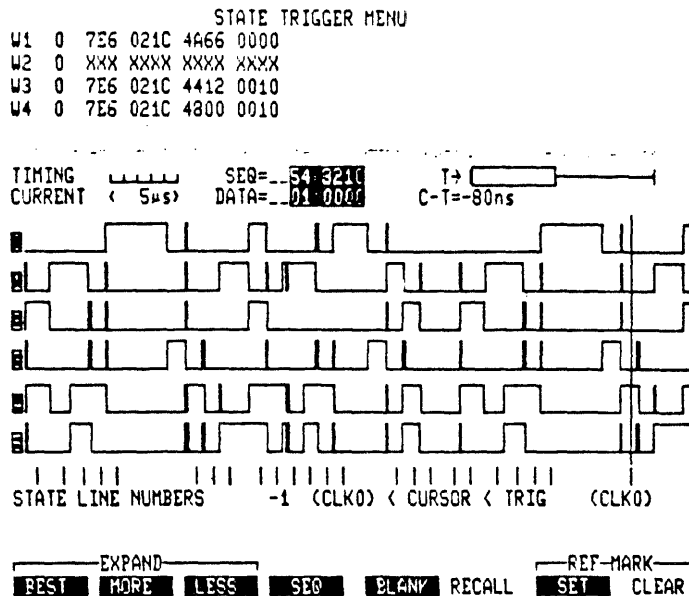 STATE TRIGGER MENU
W1 0 7E6 021C 4A66 0000
W2 0 XXX XXXX XXXX XXXX
W3 0 7E6 021C 4412 0010
W4 0 7E6 021C 4800 0010
TIMING SEQ=__54 3210 T→
CURRENT < 5µs> DATA=__01 0000 C-T=-80ns
STATE LINE NUMBERS -1 (CLK0) < CURSOR < TRIG (CLK0)
EXPAND REF-MARK
BEST MORE LESS SEQ BLANK RECALL SET CLEAR